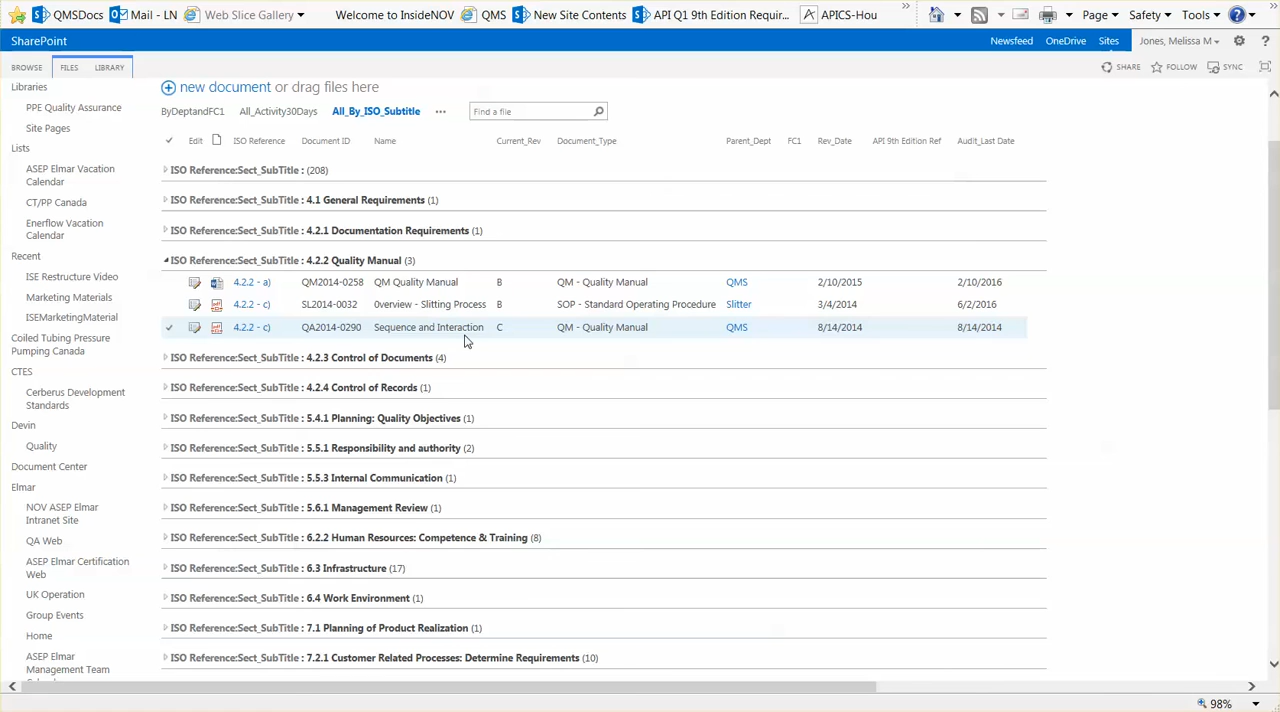 QMSDocs Mail - LN Web Slice Gallery Welcome to InsideNOV QMS New Site Contents API Q1 9th Edition Requir... APICS-Hou » Page Safety Tools »
SharePoint Newsfeed OneDrive Sites Jones, Melissa M ?
BROWSE FILES LIBRARY SHARE FOLLOW SYNC
Libraries
PPE Quality Assurance
Site Pages
Lists
ASEP Elmar Vacation
Calendar
CT/PP Canada
Enerflow Vacation
Calendar
Recent
ISE Restructure Video
Marketing Materials
ISEMarketingMaterial
Coiled Tubing Pressure
Pumping Canada
CTES
Cerberus Development
Standards
Devin
Quality
Document Center
Elmar
NOV ASEP Elmar
Intranet Site
QA Web
ASEP Elmar Certification
Web
UK Operation
Group Events
Home
ASEP Elmar
Management Team
new document or drag files here
ByDeptandFC1 All_Activity30Days All_By_ISO_Subtitle ... Find a file
Edit ISO Reference Document ID Name Current_Rev Document_Type Parent_Dept FC1 Rev_Date API 9th Edition Ref Audit_Last Date
ISO Reference:Sect_SubTitle : (208)
ISO Reference:Sect_SubTitle : 4.1 General Requirements (1)
ISO Reference:Sect_SubTitle : 4.2.1 Documentation Requirements (1)
ISO Reference:Sect_SubTitle : 4.2.2 Quality Manual (3)
4.2.2 - a) QM2014-0258 QM Quality Manual B QM - Quality Manual QMS 2/10/2015 2/10/2016
4.2.2 - c) SL2014-0032 0verview - Slitting Process B SOP - Standard Operating Procedure Slitter 3/4/2014 6/2/2016
4.2.2 - c) QA2014-0290 Sequence and Interaction C QM - Quality Manual QMS 8/14/2014 8/14/2014
ISO Reference:Sect_SubTitle : 4.2.3 Control of Documents (4)
ISO Reference:Sect_SubTitle : 4.2.4 Control of Records (1)
ISO Reference:Sect_SubTitle : 5.4.1 Planning: Quality Objectives (1)
ISO Reference:Sect_SubTitle : 5.5.1 Responsibility and authority (2)
ISO Reference:Sect_SubTitle : 5.5.3 Internal Communication (1)
ISO Reference:Sect_SubTitle : 5.6.1 Management Review (1)
ISO Reference:Sect_SubTitle : 6.2.2 Human Resources: Competence & Training (8)
ISO Reference:Sect_SubTitle : 6.3 Infrastructure (17)
ISO Reference:Sect_SubTitle : 6.4 Work Environment (1)
ISO Reference:Sect_SubTitle : 7.1 Planning of Product Realization (1)
ISO Reference:Sect_SubTitle : 7.2.1 Customer Related Processes: Determine Requirements (10)
98%